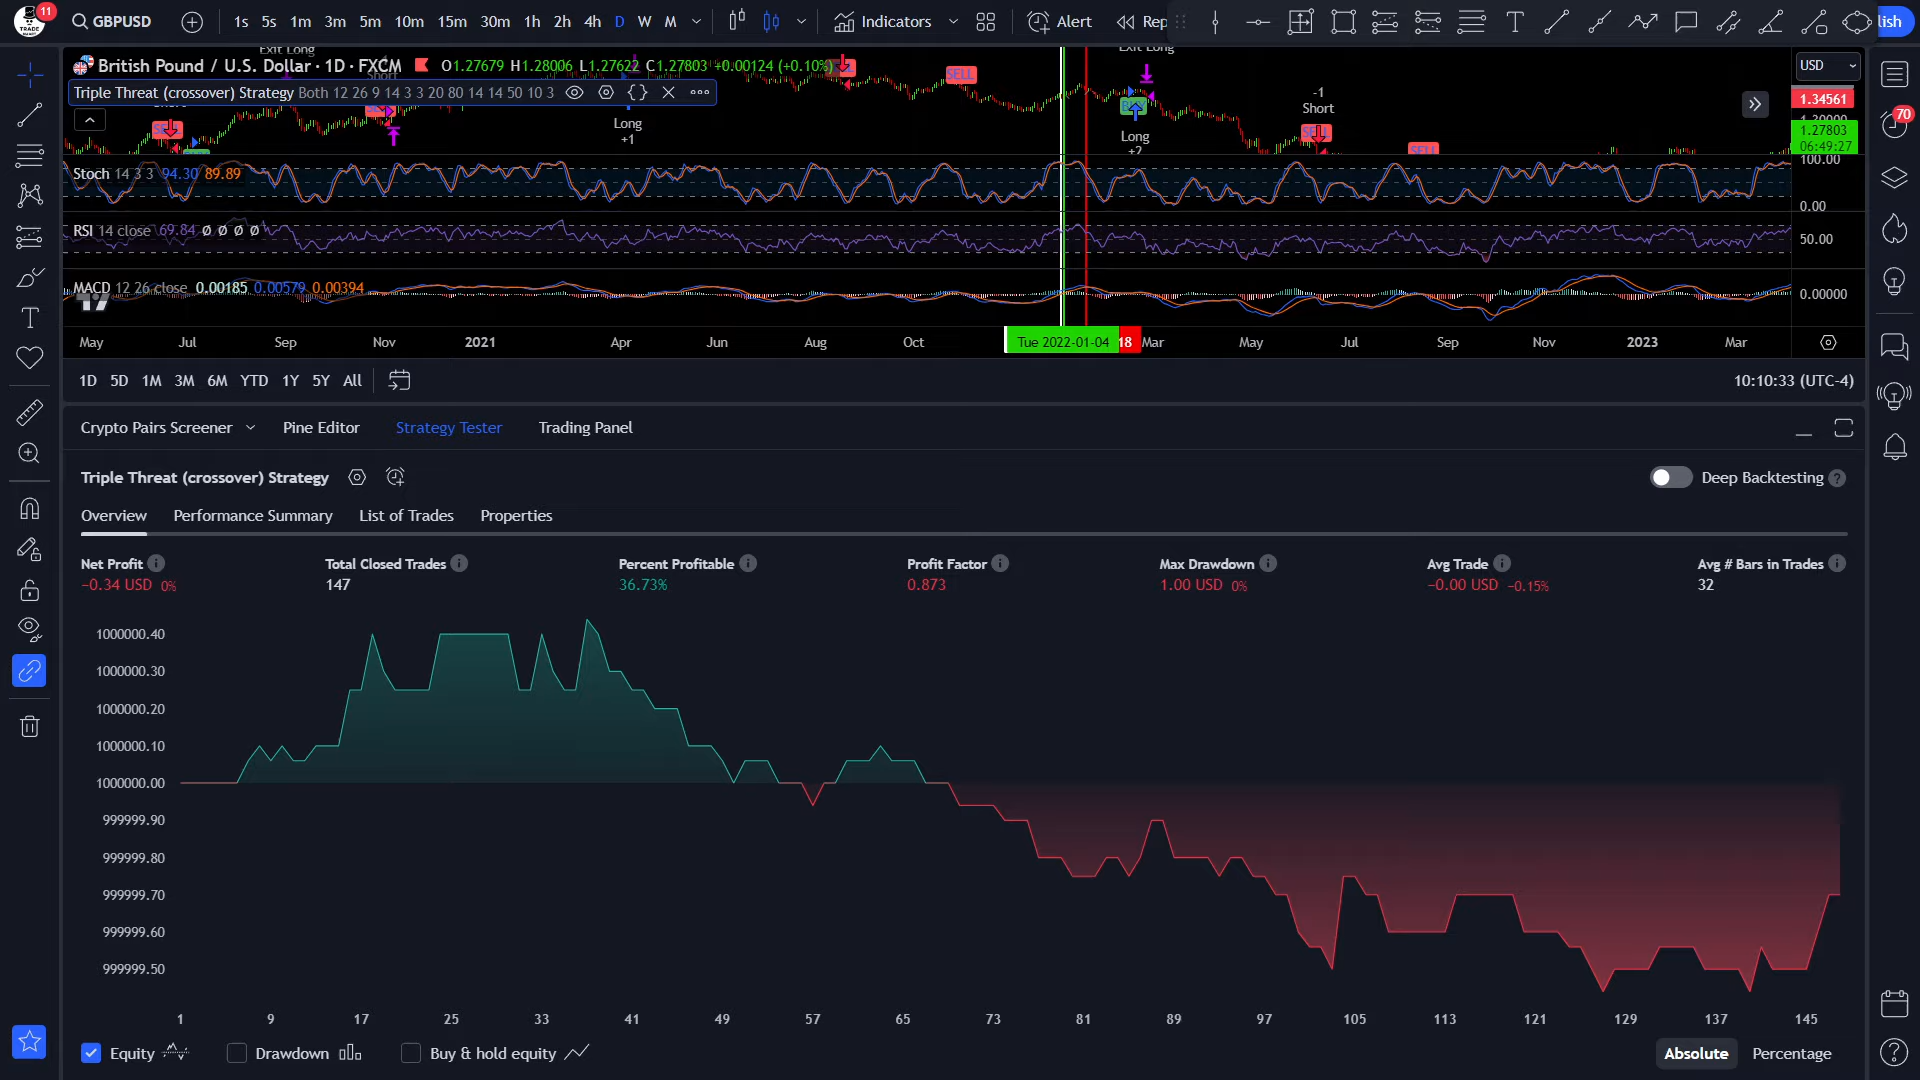 11
GBPUSD
1s 5s 1m 3m 5m 10m 15m 30m 1h 2h 4h D W M
Indicators
Alert
Rep
lish
Exit Long
Exit Long
British Pound / U.S. Dollar · 1D · FXCM
O1.27679 H1.28006 L1.27622 C1.27803 +0.00124 (+0.10%)
Short
SELL
USD
Triple Threat (crossover) Strategy Both 12 26 9 14 3 3 20 80 14 14 50 10 3
-1
Short
1.34561
1.27803
06:49:27
70
Long
+1
Long
+2
SELL
SELL
Stoch 14 3 3 94.30 89.89
100.00
0.00
RSI 14 close 69.84 ∅ ∅ ∅ ∅
50.00
MACD 12 26 close 0.00185 0.00579 0.00394
0.00000
May Jul Sep Nov 2021 Apr Jun Aug Oct Tue 2022-01-04 18 Mar May Jul Sep Nov 2023 Mar
1D 5D 1M 3M 6M YTD 1Y 5Y All
10:10:33 (UTC-4)
Crypto Pairs Screener Pine Editor Strategy Tester Trading Panel
Triple Threat (crossover) Strategy
Deep Backtesting ?
Overview Performance Summary List of Trades Properties
Net Profit Total Closed Trades Percent Profitable Profit Factor Max Drawdown Avg Trade Avg # Bars in Trades
−0.34 USD 0% 147 36.73% 0.873 1.00 USD 0% −0.00 USD −0.15% 32
1000000.40
1000000.30
1000000.20
1000000.10
1000000.00
999999.90
999999.80
999999.70
999999.60
999999.50
1 9 17 25 33 41 49 57 65 73 81 89 97 105 113 121 129 137 145
Equity Drawdown Buy & hold equity
Absolute Percentage